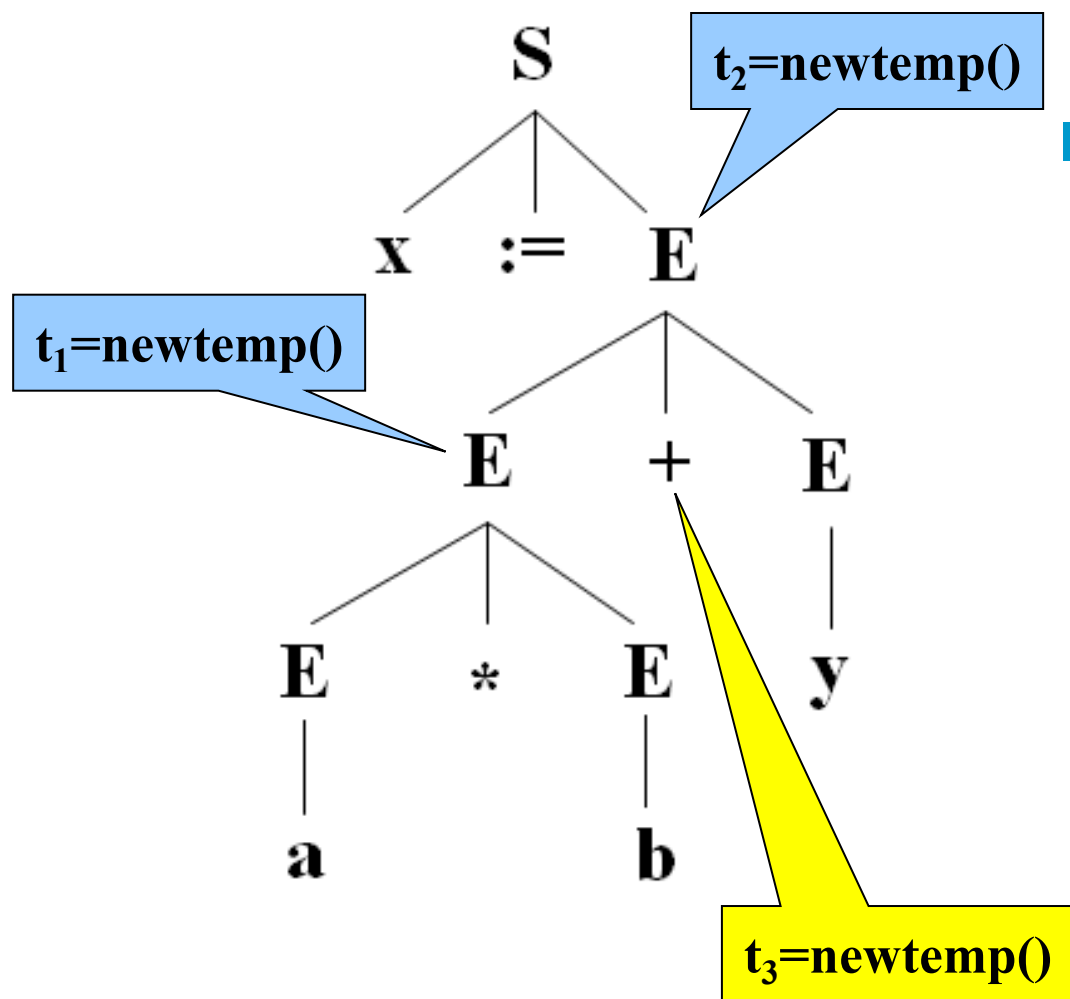 S
t₂=newtemp()
x := E
t₁=newtemp()
E + E
E * E y
a b
t₃=newtemp()